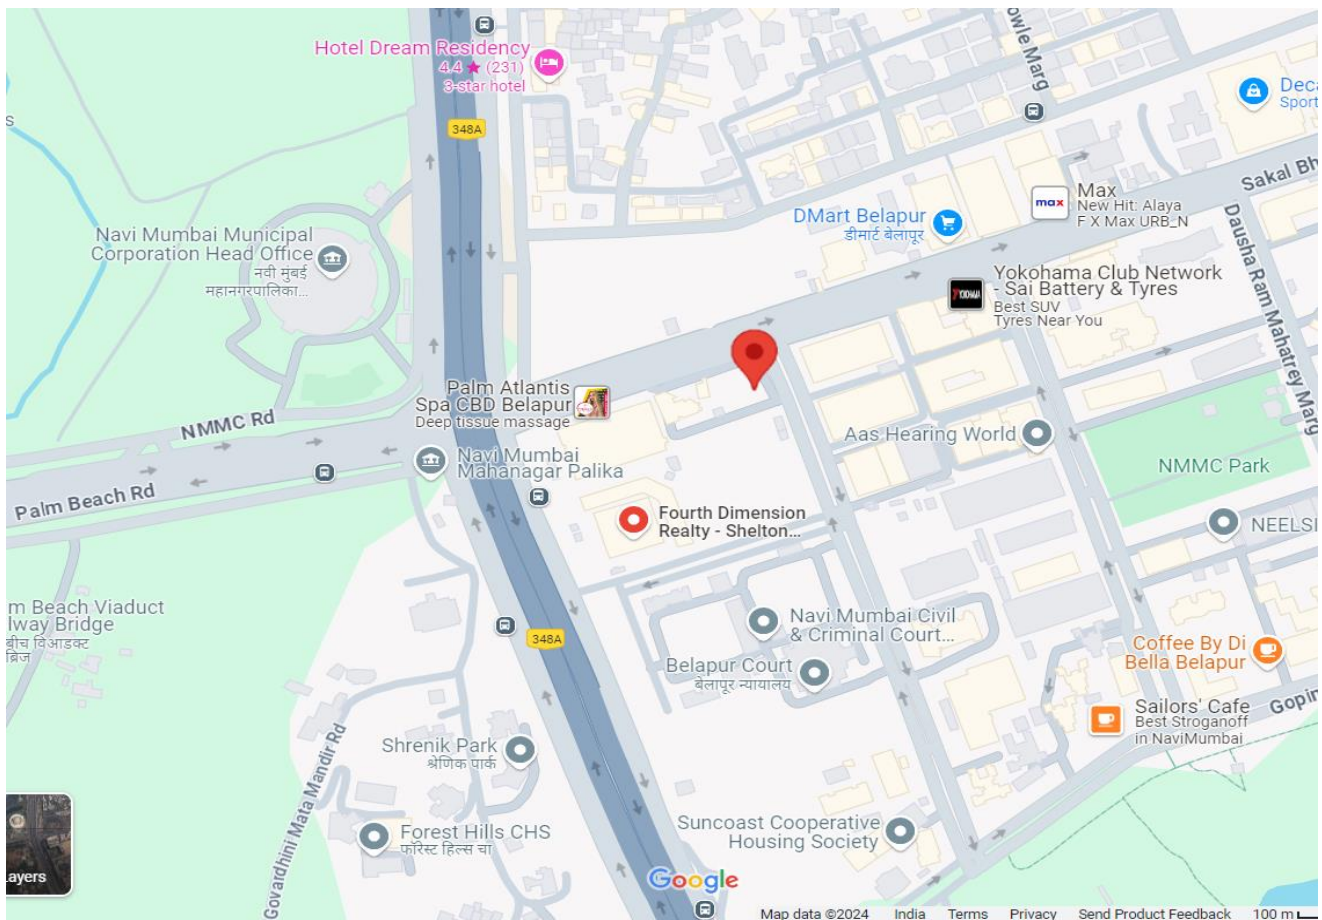 owle Marg
Hotel Dream Residency
4.4 ★ (231)
3-star hotel
Deca
Sport
348A
s
Sakal Bh
max
Max
New Hit: Alaya
F X Max URB_N
DMart Belapur
डीमार्ट बेलापूर
Dausha Ram Mahatrey Marg
Navi Mumbai Municipal
Corporation Head Office
नवी मुंबई
महानगरपालिका...
Yokohama Club Network
- Sai Battery & Tyres
Best SUV
Tyres Near You
Palm Atlantis
Spa CBD Belapur
Deep tissue massage
NMMC Rd
Aas Hearing World
Navi Mumbai
Mahanagar Palika
NMMC Park
Palm Beach Rd
Fourth Dimension
Realty - Shelton...
NEELSI
m Beach Viaduct
lway Bridge
बीच विआडक्ट
ब्रिज
Navi Mumbai Civil
& Criminal Court...
348A
Coffee By Di
Bella Belapur
Belapur Court
बेलापूर न्यायालय
Gopin
Sailors' Cafe
Best Stroganoff
in NaviMumbai
Shrenik Park
श्रेणिक पार्क
Govardhini Mata Mandir Rd
Forest Hills CHS
फॉरेस्ट हिल्स चा
Suncoast Cooperative
Housing Society
ayers
Google
Map data ©2024 India Terms Privacy Send Product Feedback 100 m